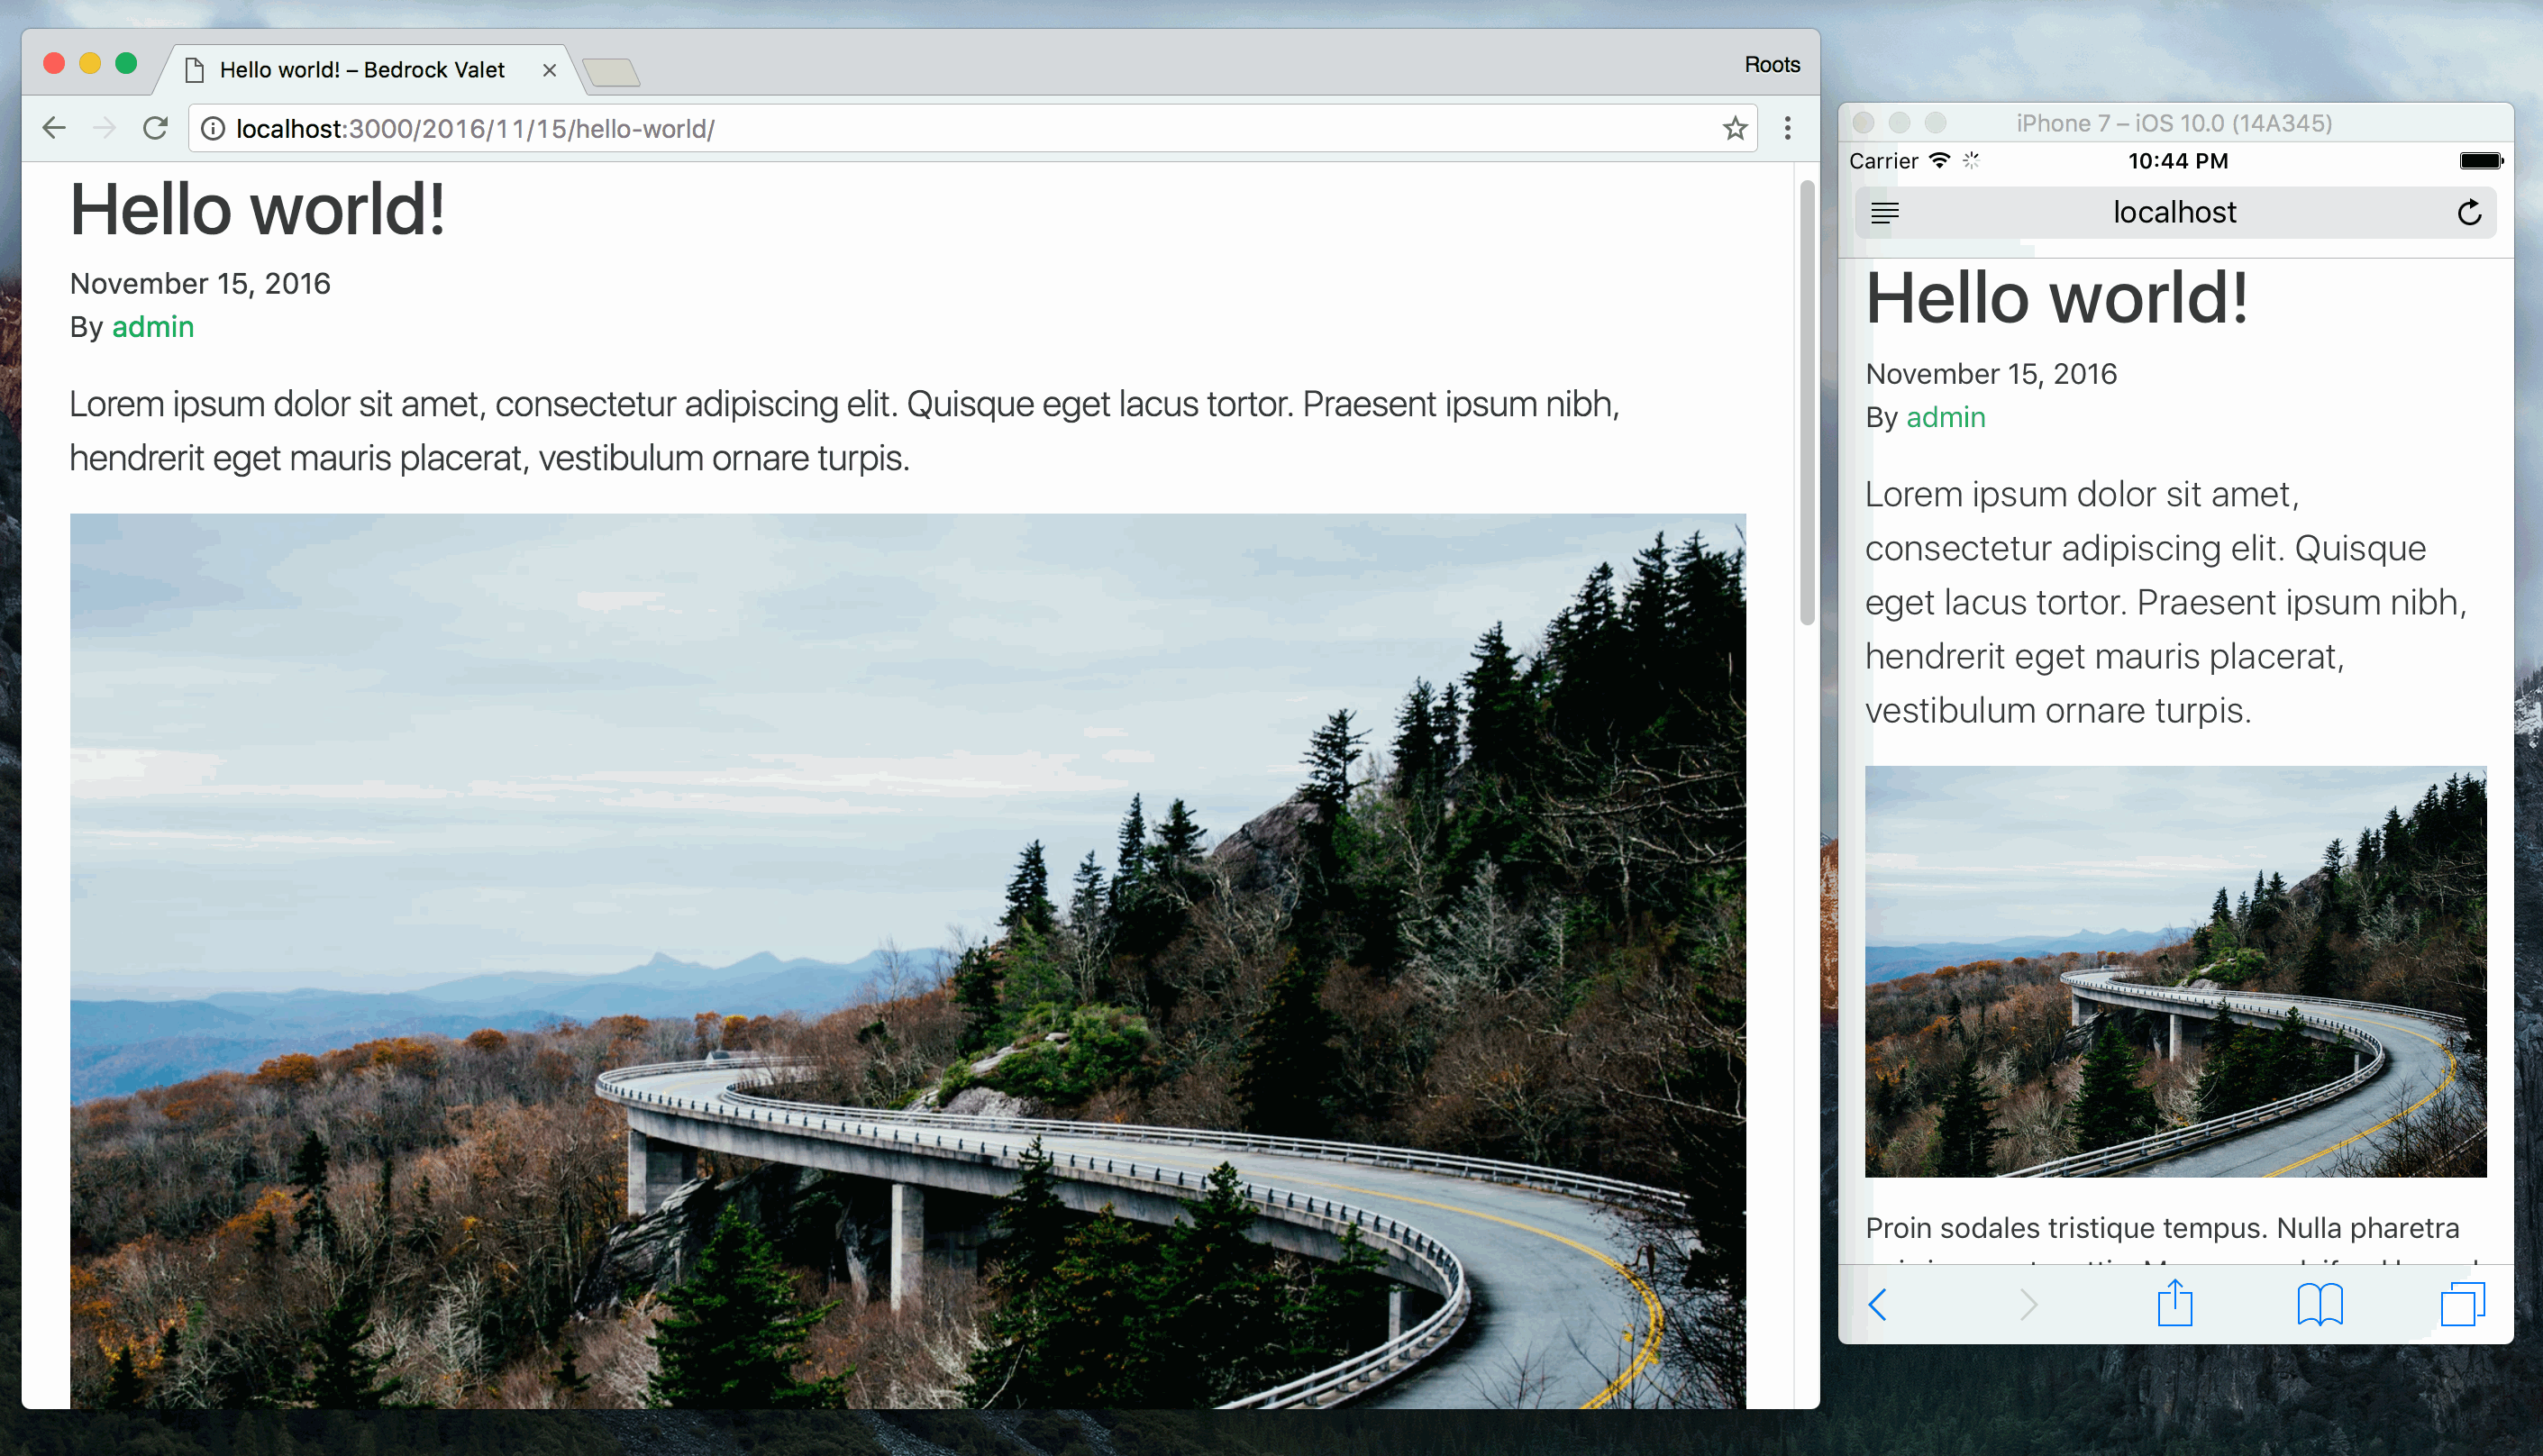 Hello world! – Bedrock Valet
Roots
localhost:3000/2016/11/15/hello-world/
Hello world!
November 15, 2016
By admin
Lorem ipsum dolor sit amet, consectetur adipiscing elit. Quisque eget lacus tortor. Praesent ipsum nibh,
hendrerit eget mauris placerat, vestibulum ornare turpis.
iPhone 7 – iOS 10.0 (14A345)
Carrier
10:44 PM
localhost
Hello world!
November 15, 2016
By admin
Lorem ipsum dolor sit amet,
consectetur adipiscing elit. Quisque
eget lacus tortor. Praesent ipsum nibh,
hendrerit eget mauris placerat,
vestibulum ornare turpis.
Proin sodales tristique tempus. Nulla pharetra